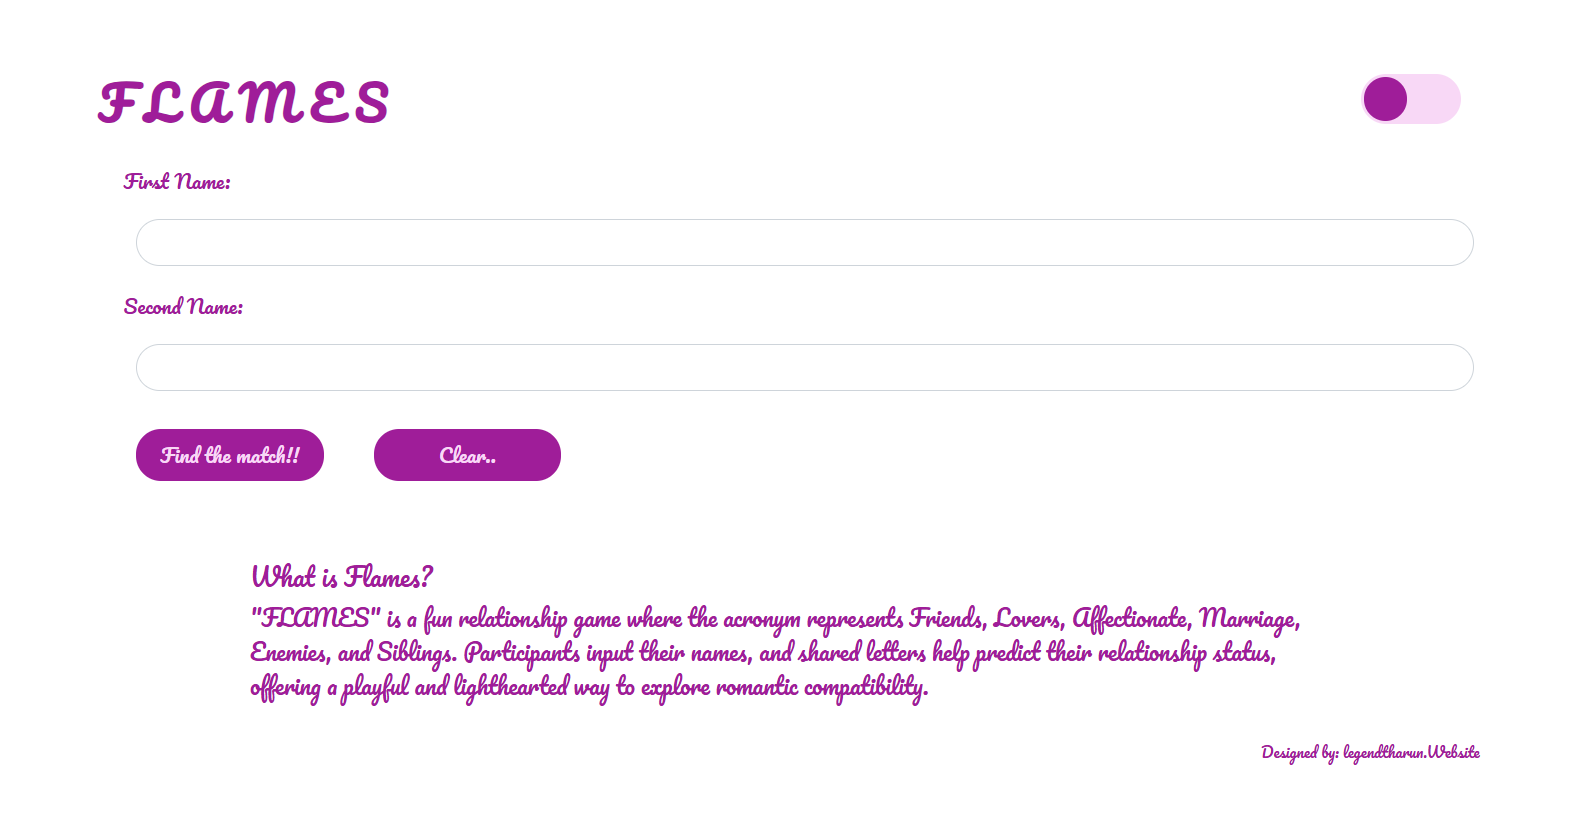 FLAMES
First Name:
Second Name:
Find the match!!
Clear..
What is Flames?
"FLAMES" is a fun relationship game where the acronym represents Friends, Lovers, Affectionate, Marriage,
Enemies, and Siblings. Participants input their names, and shared letters help predict their relationship status,
offering a playful and lighthearted way to explore romantic compatibility.
Designed by: legendtharun.Website